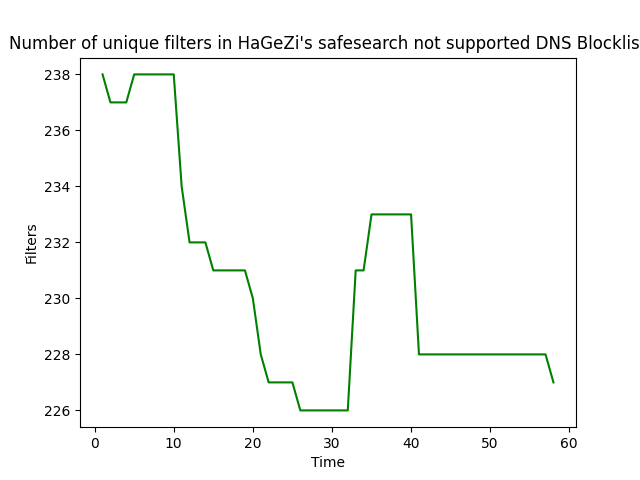 Number of unique filters in HaGeZi's safesearch not supported DNS Blocklis
238
236
234
232
230
228
226
Filters
0 10 20 30 40 50 60
Time